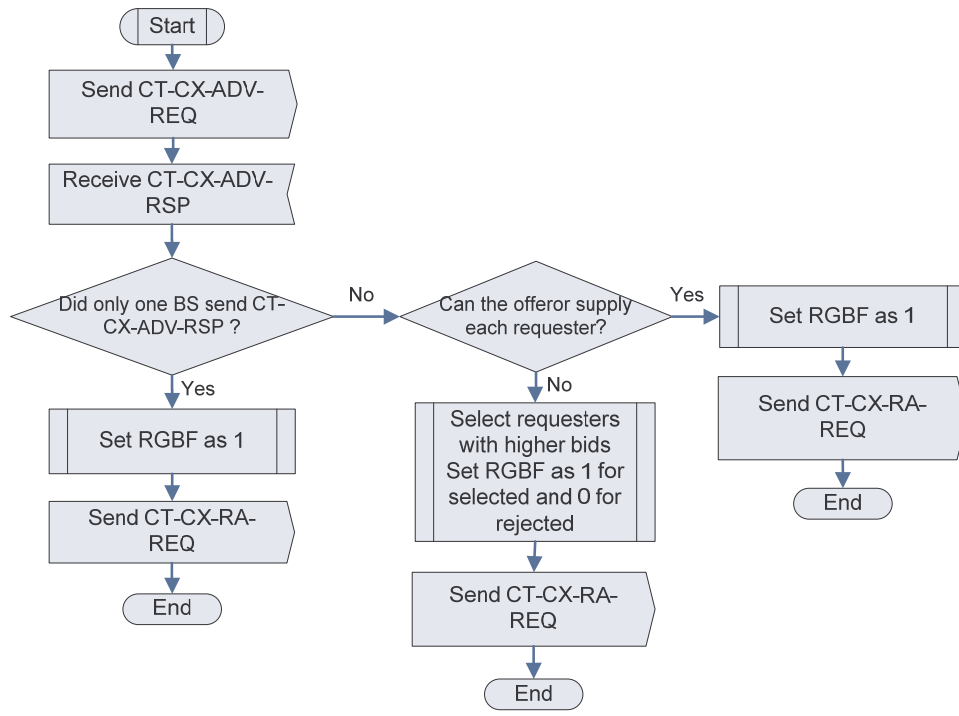 Start
Send CT-CX-ADV-
REQ
Receive CT-CX-ADV-
RSP
Did only one BS send CT-
CX-ADV-RSP ?
No
Can the offeror supply
each requester?
Yes
Set RGBF as 1
Send CT-CX-RA-
REQ
End
Yes
Set RGBF as 1
Send CT-CX-RA-
REQ
End
No
Select requesters
with higher bids
Set RGBF as 1 for
selected and 0 for
rejected
Send CT-CX-RA-
REQ
End